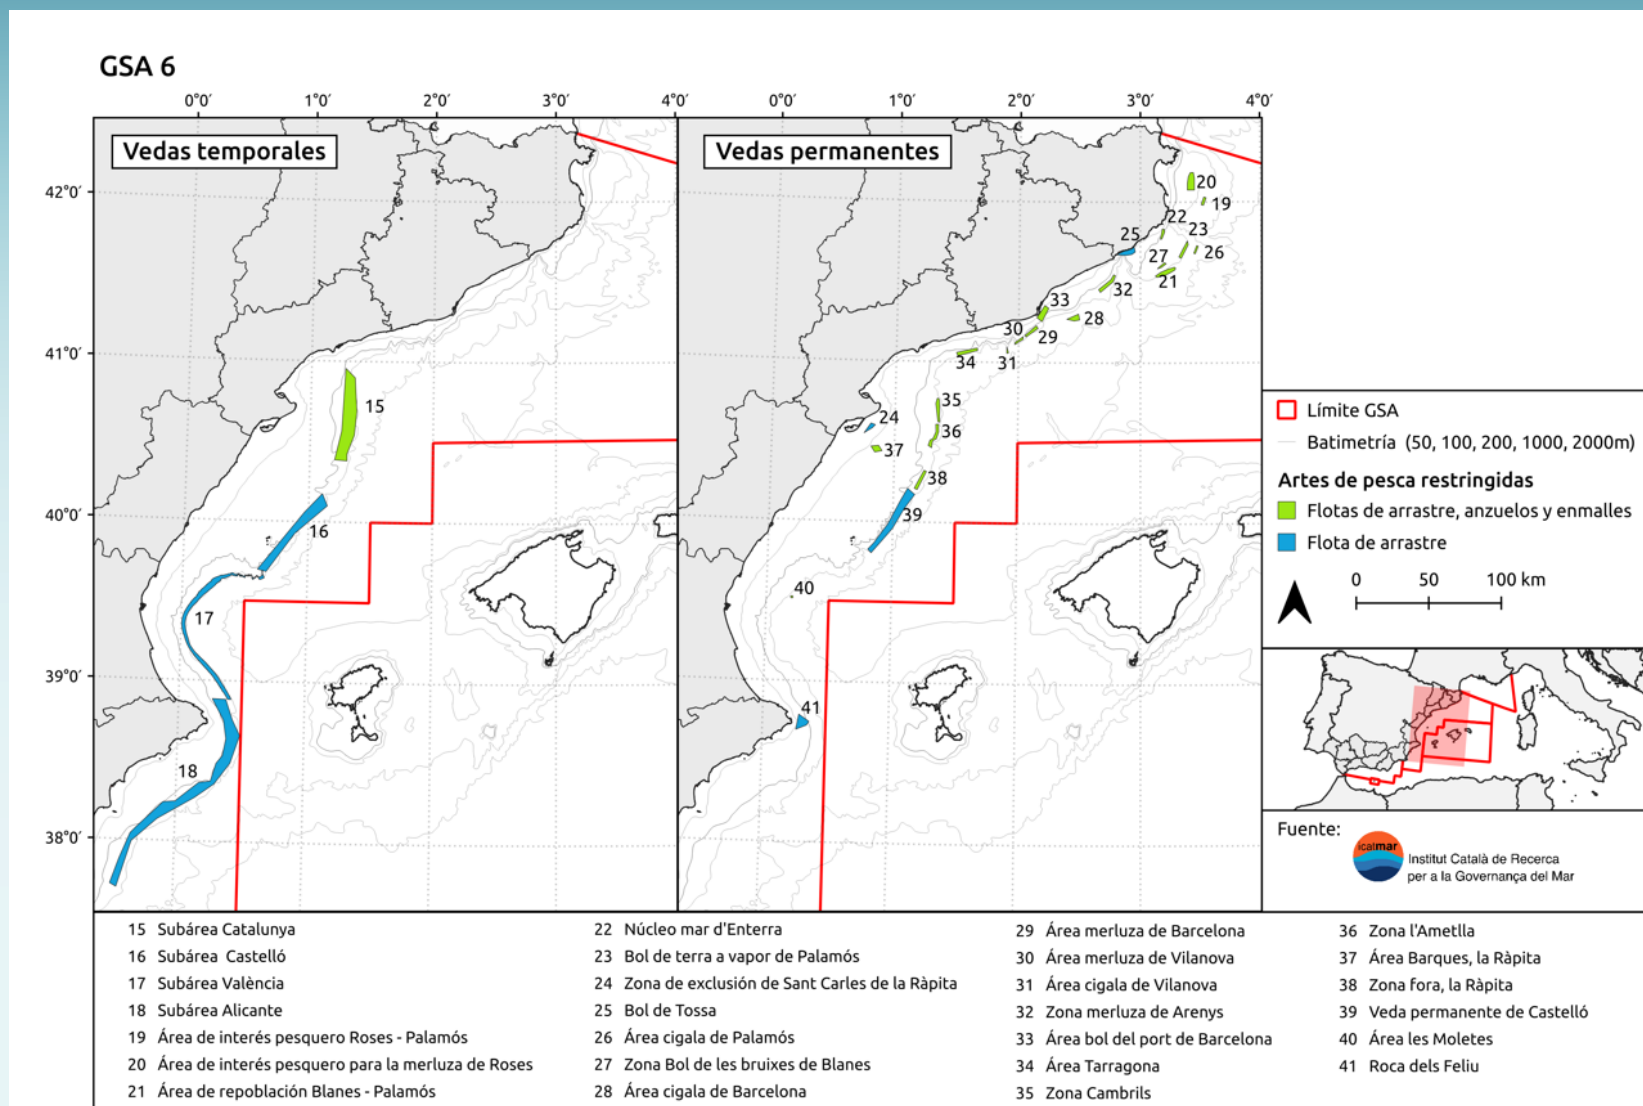 GSA 6
0°0′ 1°0′ 2°0′ 3°0′ 4°0′
0°0′ 1°0′ 2°0′ 3°0′ 4°0′
Vedas temporales
Vedas permanentes
42°0′
41°0′
40°0′
39°0′
38°0′
15
16
17
18
20
19
22
23
25
26
27
21
32
33
28
30
29
31
34
35
24
36
37
38
39
40
41
Límite GSA
Batimetría (50, 100, 200, 1000, 2000m)
Artes de pesca restringidas
Flotas de arrastre, anzuelos y enmalles
Flota de arrastre
0 50 100 km
Fuente:
icatmar
Institut Català de Recerca
per a la Governança del Mar
15 Subárea Catalunya
16 Subárea Castelló
17 Subárea València
18 Subárea Alicante
19 Área de interés pesquero Roses - Palamós
20 Área de interés pesquero para la merluza de Roses
21 Área de repoblación Blanes - Palamós
22 Núcleo mar d'Enterra
23 Bol de terra a vapor de Palamós
24 Zona de exclusión de Sant Carles de la Ràpita
25 Bol de Tossa
26 Área cigala de Palamós
27 Zona Bol de les bruixes de Blanes
28 Área cigala de Barcelona
29 Área merluza de Barcelona
30 Área merluza de Vilanova
31 Área cigala de Vilanova
32 Zona merluza de Arenys
33 Área bol del port de Barcelona
34 Área Tarragona
35 Zona Cambrils
36 Zona l'Ametlla
37 Área Barques, la Ràpita
38 Zona fora, la Ràpita
39 Veda permanente de Castelló
40 Área les Moletes
41 Roca dels Feliu